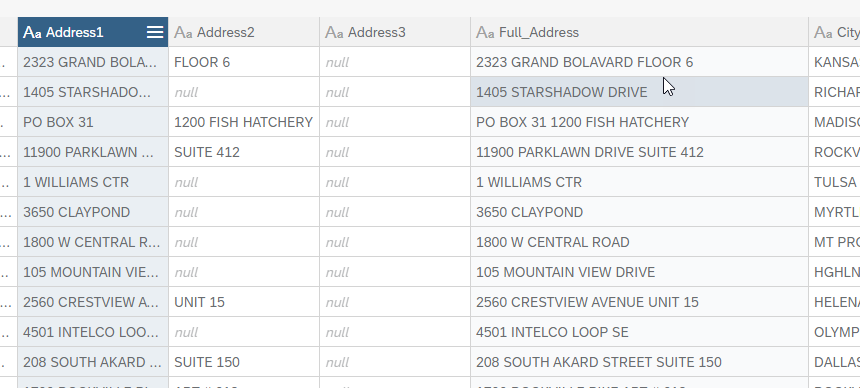 Aa Address1 Aa Address2 Aa Address3 Aa Full_Address Aa City
... 2323 GRAND BOLA... FLOOR 6 null 2323 GRAND BOLAVARD FLOOR 6 KANSA
... 1405 STARSHADO... null null 1405 STARSHADOW DRIVE RICHAR
. PO BOX 31 1200 FISH HATCHERY null PO BOX 31 1200 FISH HATCHERY MADISO
... 11900 PARKLAWN ... SUITE 412 null 11900 PARKLAWN DRIVE SUITE 412 ROCKV
.. 1 WILLIAMS CTR null null 1 WILLIAMS CTR TULSA
... 3650 CLAYPOND null null 3650 CLAYPOND MYRTL
... 1800 W CENTRAL R... null null 1800 W CENTRAL ROAD MT PRO
.. 105 MOUNTAIN VIE... null null 105 MOUNTAIN VIEW DRIVE HGHLN
.. 2560 CRESTVIEW A... UNIT 15 null 2560 CRESTVIEW AVENUE UNIT 15 HELENA
... 4501 INTELCO LOO... null null 4501 INTELCO LOOP SE OLYMP
. 208 SOUTH AKARD ... SUITE 150 null 208 SOUTH AKARD STREET SUITE 150 DALLAS